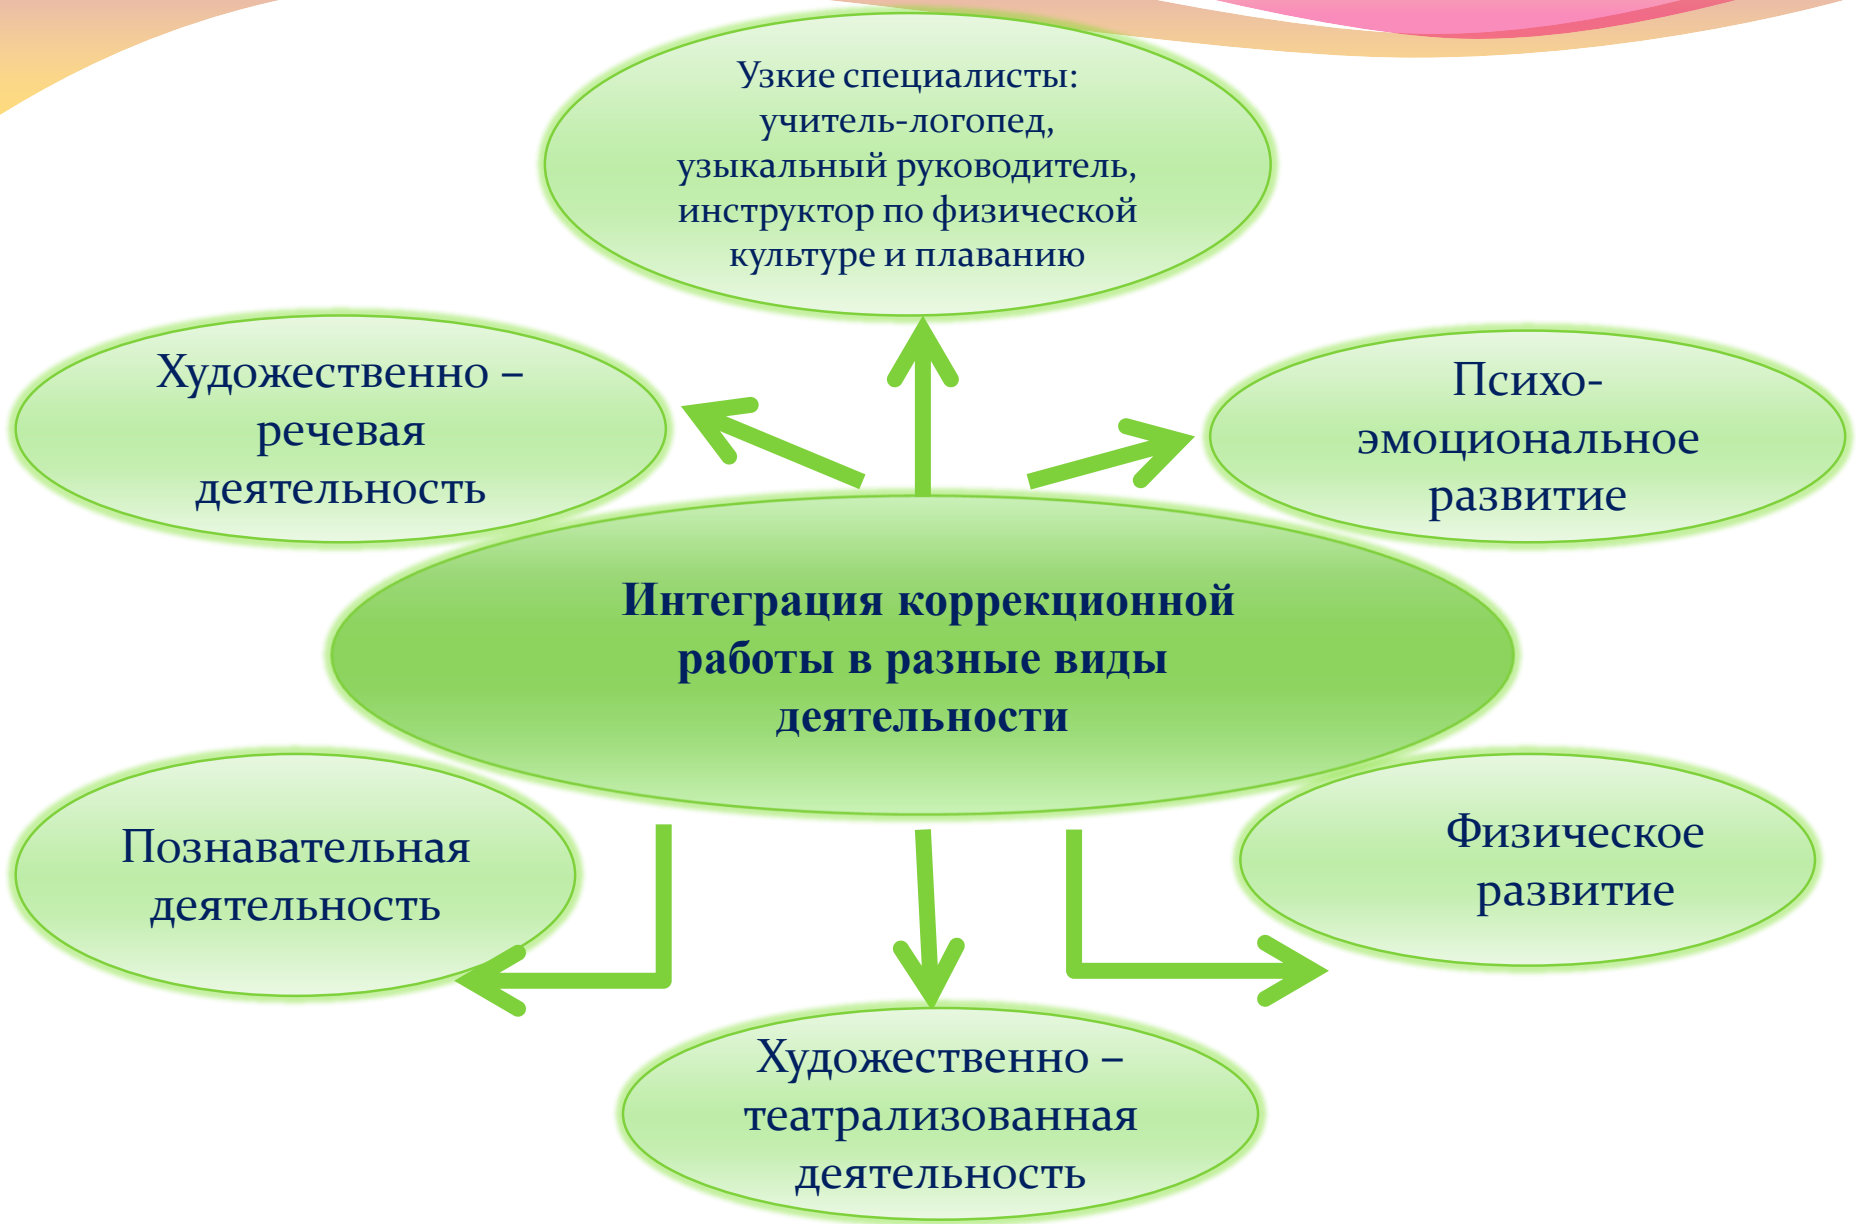 Узкие специалисты:
учитель-логопед,
узыкальный руководитель,
инструктор по физической
культуре и плаванию
Художественно –
речевая
деятельность
Психо-
эмоциональное
развитие
Интеграция коррекционной
работы в разные виды
деятельности
Познавательная
деятельность
Физическое
развитие
Художественно –
театрализованная
деятельность